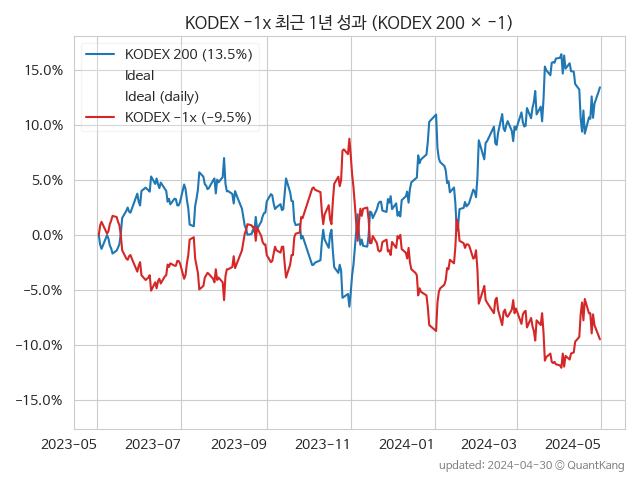 KODEX −1x 최근 1년 성과 (KODEX 200 × −1)
KODEX 200 (13.5%)
Ideal
Ideal (daily)
KODEX −1x (−9.5%)
15.0%
10.0%
5.0%
0.0%
−5.0%
−10.0%
−15.0%
2023−05 2023−07 2023−09 2023−11 2024−01 2024−03 2024−05
updated: 2024−04−30 © QuantKang